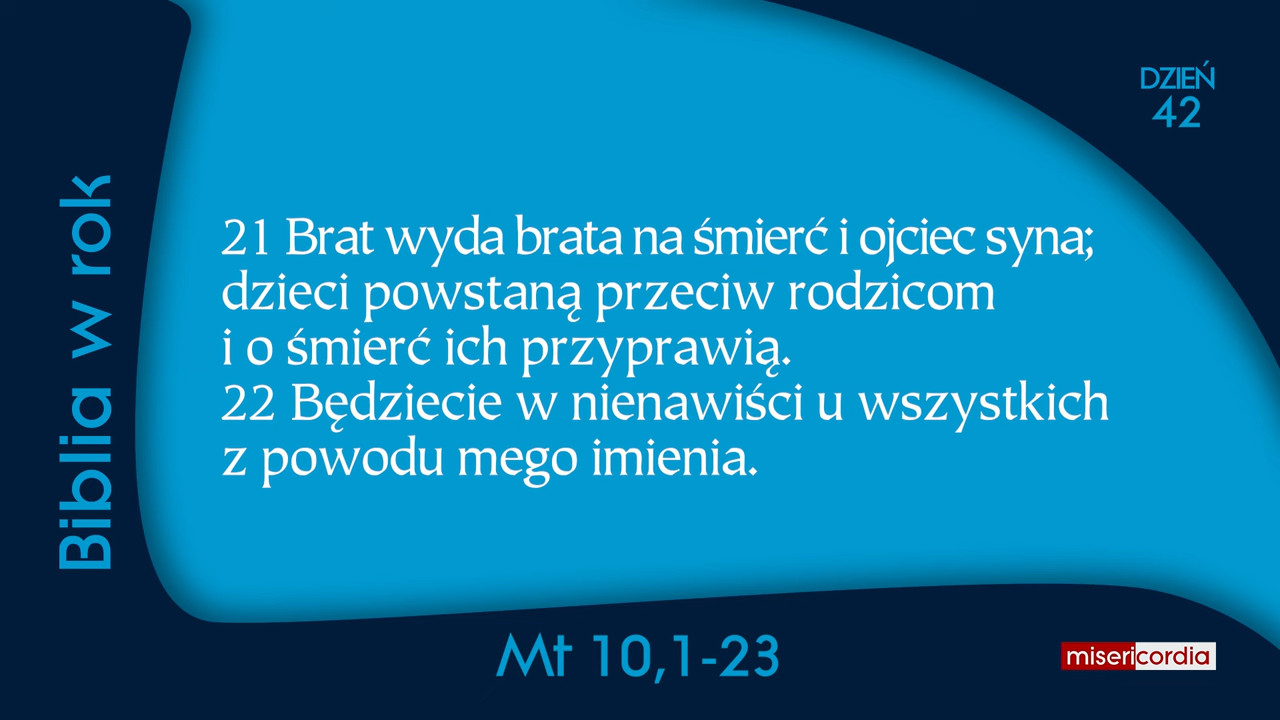 DZIEŃ
42
Biblia w rok
21 Brat wyda brata na śmierć i ojciec syna;
dzieci powstaną przeciw rodzicom
i o śmierć ich przyprawią.
22 Będziecie w nienawiści u wszystkich
z powodu mego imienia.
Mt 10,1-23
misericordia